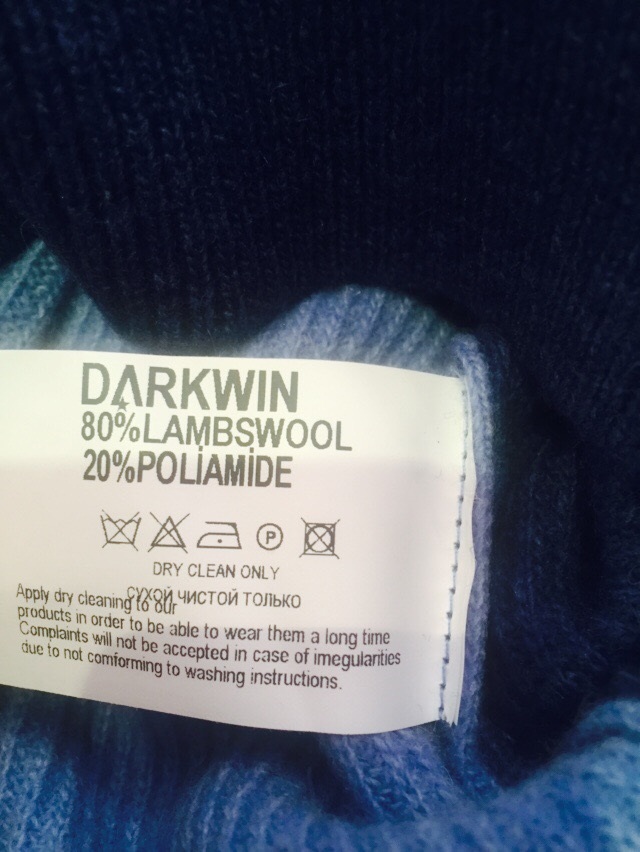 DARKWIN
80%LAMBSWOOL
20%POLİAMİDE
P
DRY CLEAN ONLY
СУХОЙ ЧИСТОЙ ТОЛЬКО
Apply dry cleaning to our
products in order to be able to wear them a long time
Complaints will not be accepted in case of imegularities
due to not comforming to washing instructions.